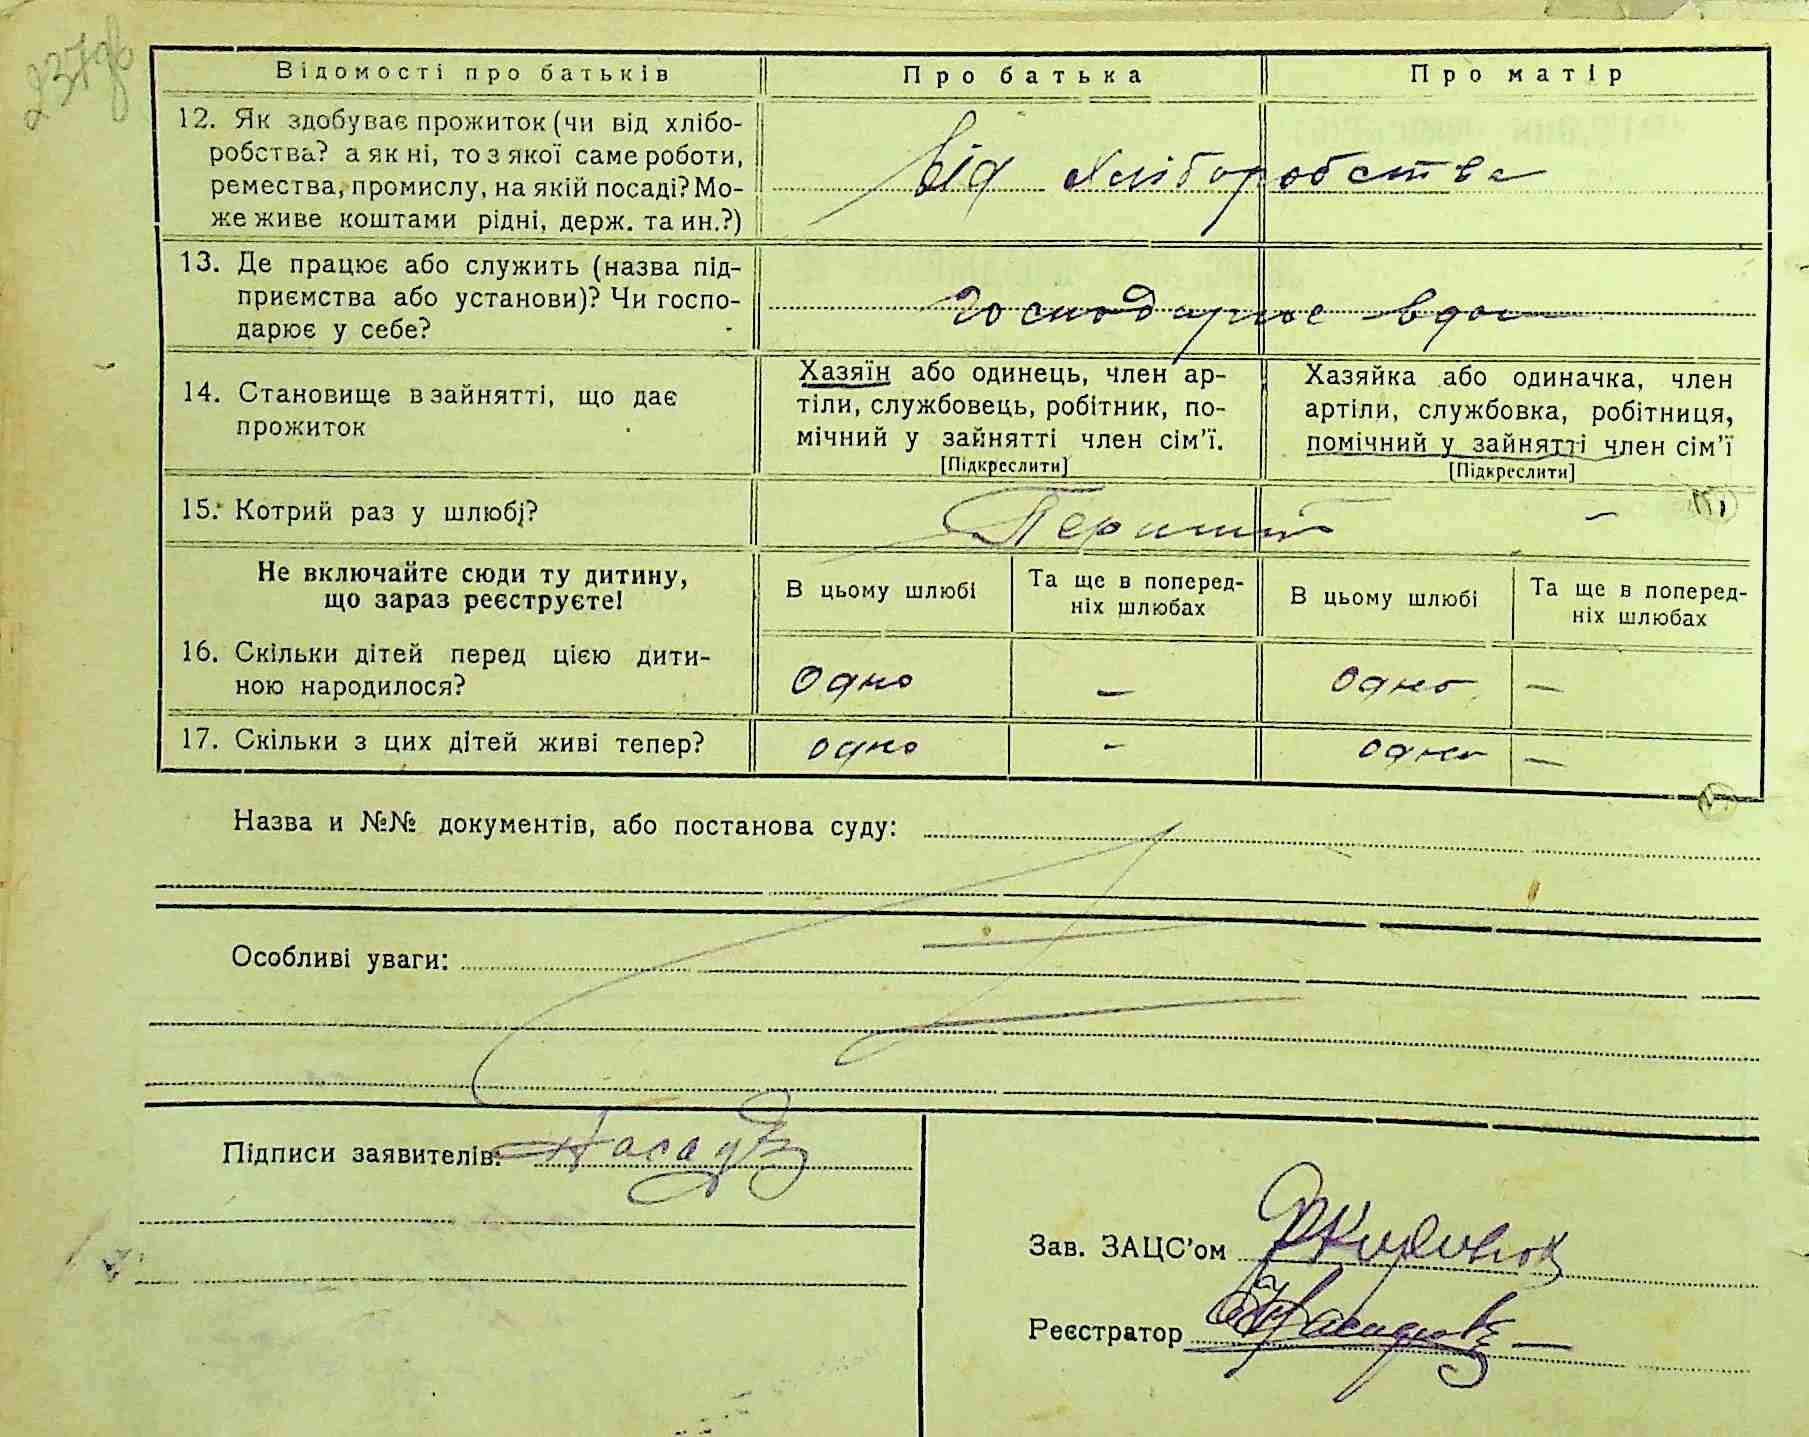 237зв
Відомості про батьків
Про батька
Про матір
12. Як здобуває прожиток (чи від хлібо-
робства? а як ні, то з якої саме роботи,
ремества, промислу, на якій посаді? Мо-
же живе коштами рідні, держ. та ин.?)
Від хліборобства
13. Де працює або служить (назва під-
приємства або установи)? Чи госпо-
дарює у себе?
Господарює вдома
14. Становище в зайнятті, що дає
прожиток
Хазяїн або одинець, член ар-
тіли, службовець, робітник, по-
мічний у зайнятті член сім'ї.
[Підкреслити]
Хазяйка або одиначка, член
артіли, службовка, робітниця,
помічний у зайнятті член сім'ї
[Підкреслити]
15. Котрий раз у шлюбі?
Перший
–
Не включайте сюди ту дитину,
що зараз реєструєте!
В цьому шлюбі
Та ще в поперед-
ніх шлюбах
В цьому шлюбі
Та ще в поперед-
ніх шлюбах
16. Скільки дітей перед цією дити-
ною народилося?
Одно
–
Одно
–
17. Скільки з цих дітей живі тепер?
одно
–
одно
–
Назва и №№ документів, або постанова суду:
Особливі уваги:
Підписи заявителів:
Зав. ЗАЦС'ом
Реєстратор